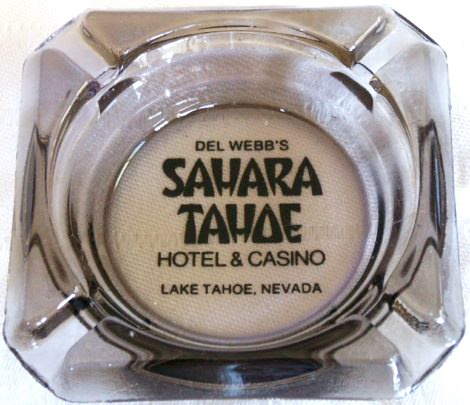 DEL WEBB'S
SAHARA
TAHOE
HOTEL & CASINO
LAKE TAHOE, NEVADA